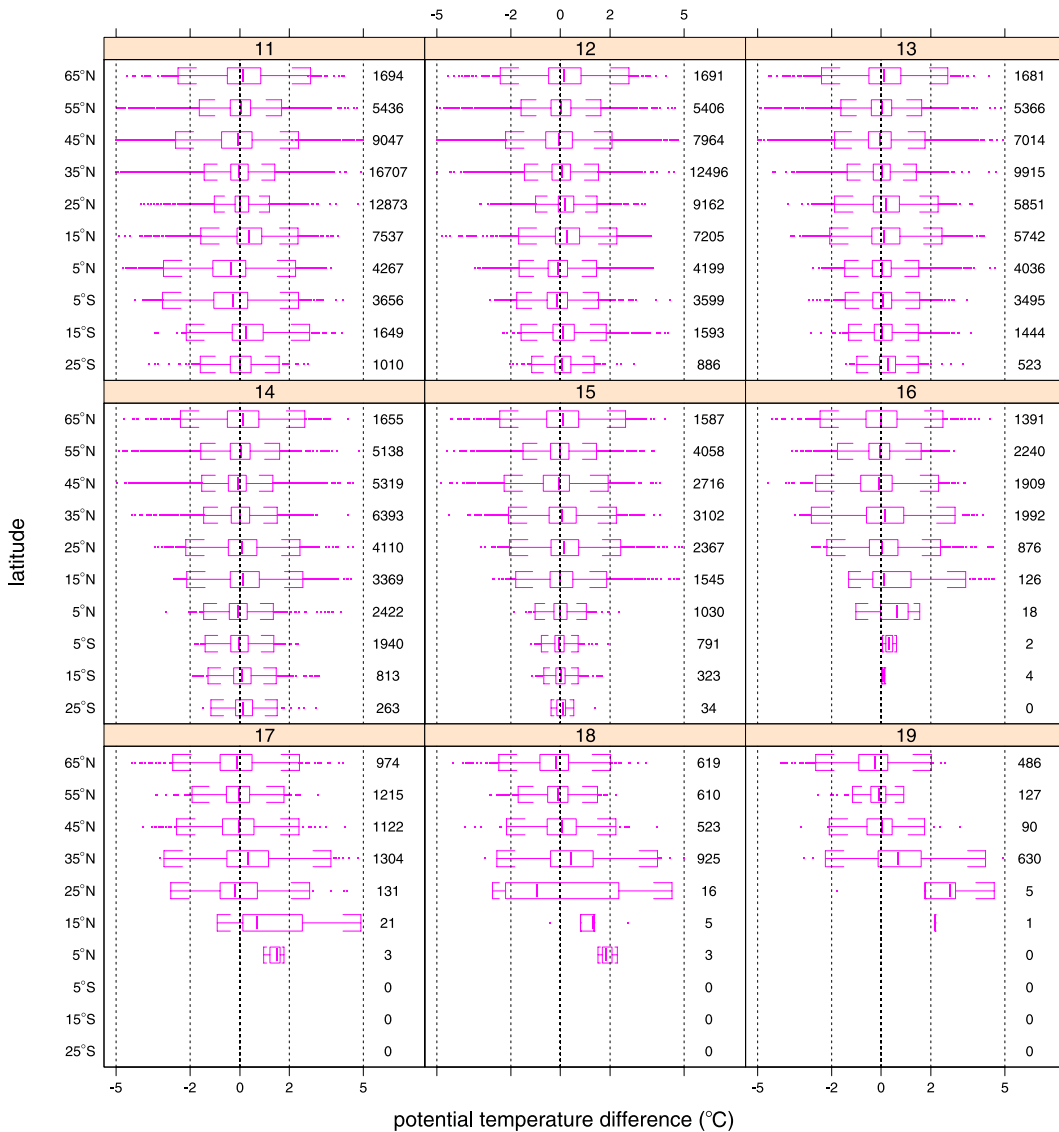 -5 -2 0 2 5
11 12 13
65°N 1694 1691 1681
55°N 5436 5406 5366
45°N 9047 7964 7014
35°N 16707 12496 9915
25°N 12873 9162 5851
15°N 7537 7205 5742
5°N 4267 4199 4036
5°S 3656 3599 3495
15°S 1649 1593 1444
25°S 1010 886 523
14 15 16
65°N 1655 1587 1391
55°N 5138 4058 2240
45°N 5319 2716 1909
35°N 6393 3102 1992
25°N 4110 2367 876
15°N 3369 1545 126
5°N 2422 1030 18
5°S 1940 791 2
15°S 813 323 4
25°S 263 34 0
17 18 19
65°N 974 619 486
55°N 1215 610 127
45°N 1122 523 90
35°N 1304 925 630
25°N 131 16 5
15°N 21 5 1
5°N 3 3 0
5°S 0 0 0
15°S 0 0 0
25°S 0 0 0
-5 -2 0 2 5 -5 -2 0 2 5
potential temperature difference (°C)
latitude